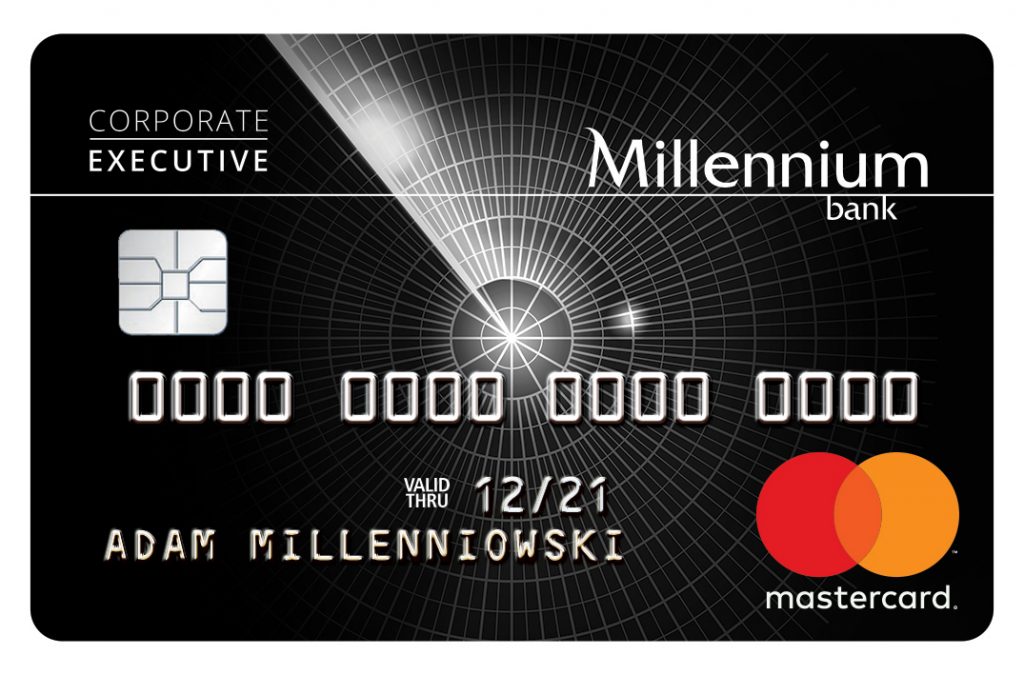 CORPORATE
EXECUTIVE
Millennium
bank
0000 0000 0000 0000
VALID
THRU
12/21
ADAM MILLENNIOWSKI
mastercard.